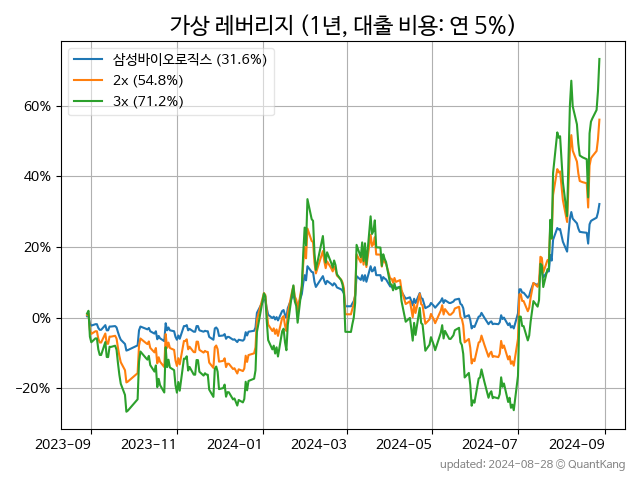 가상 레버리지 (1년, 대출 비용: 연 5%)
삼성바이오로직스 (31.6%)
2x (54.8%)
3x (71.2%)
60%
40%
20%
0%
−20%
2023-09 2023-11 2024-01 2024-03 2024-05 2024-07 2024-09
updated: 2024-08-28 © QuantKang